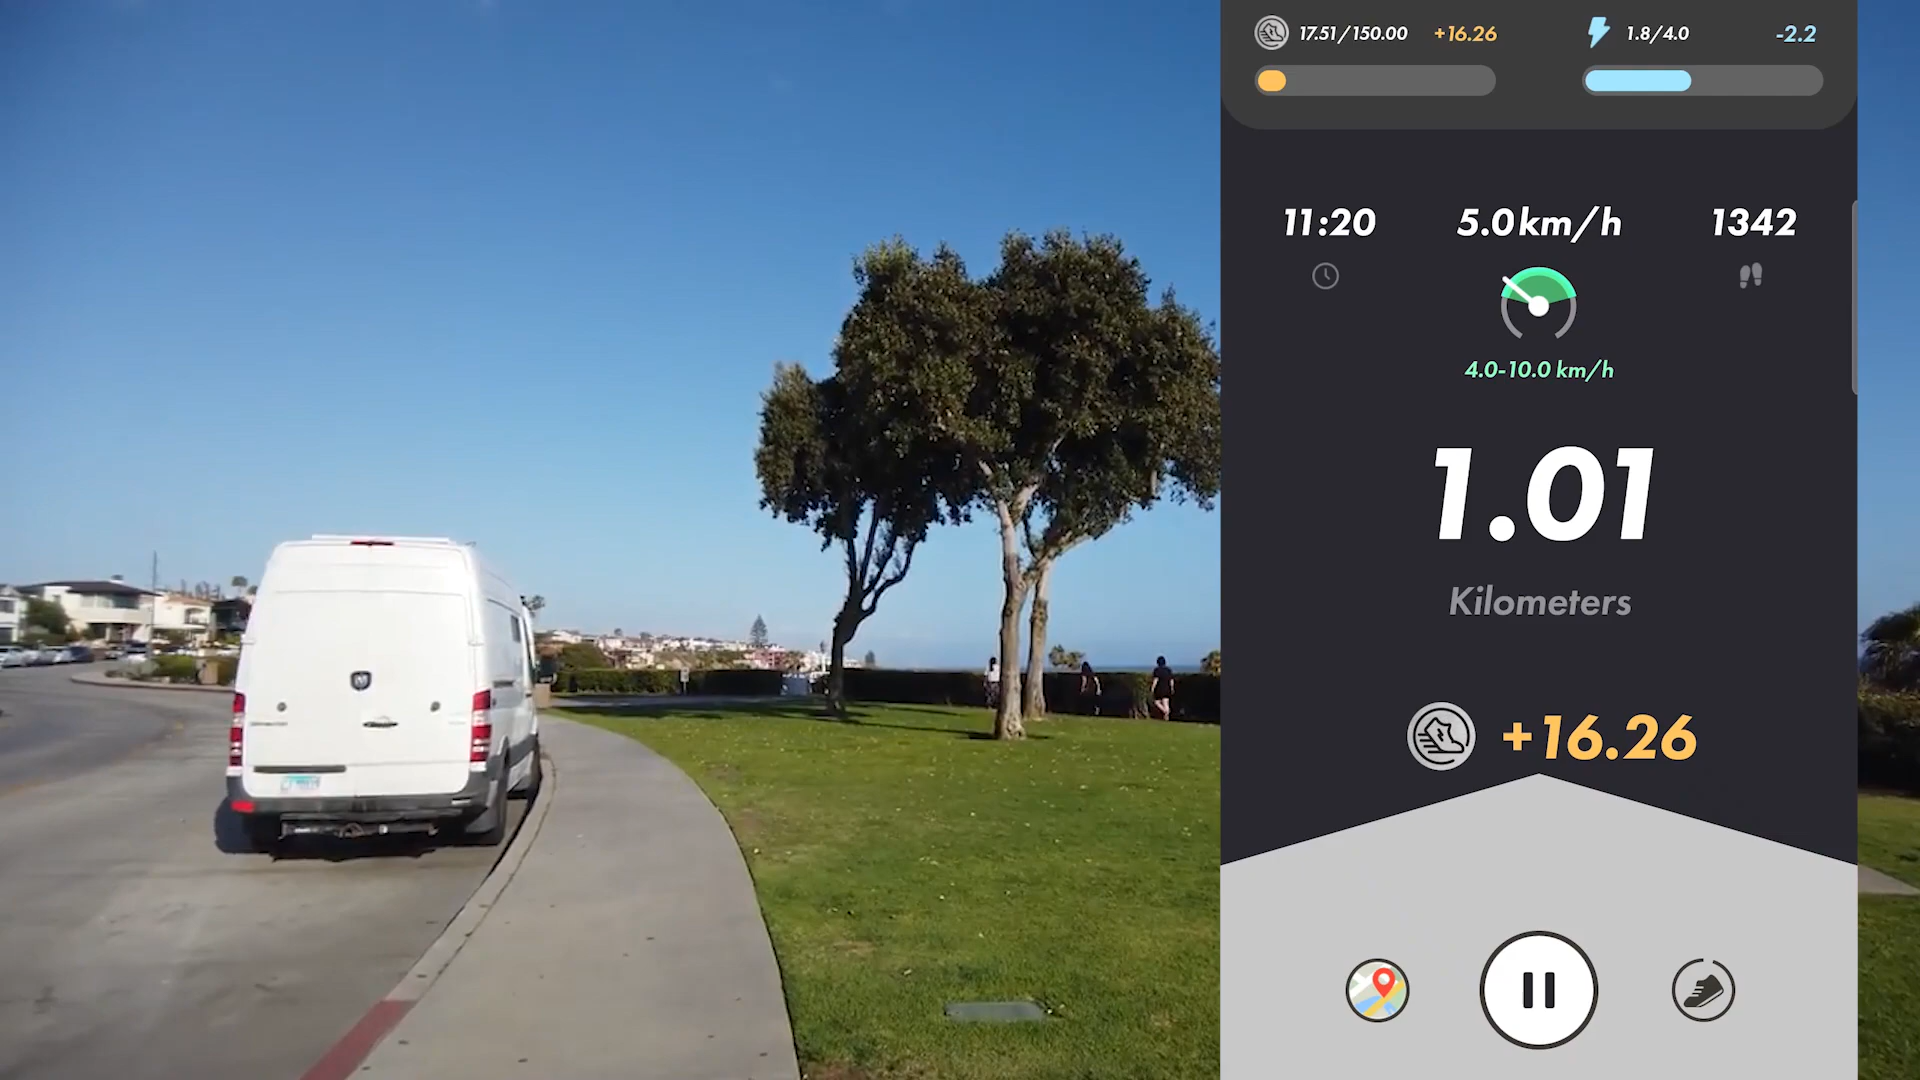 17.51/150.00 +16.26 1.8/4.0 -2.2
11:20 5.0km/h 1342
4.0-10.0 km/h
1.01
Kilometers
+16.26